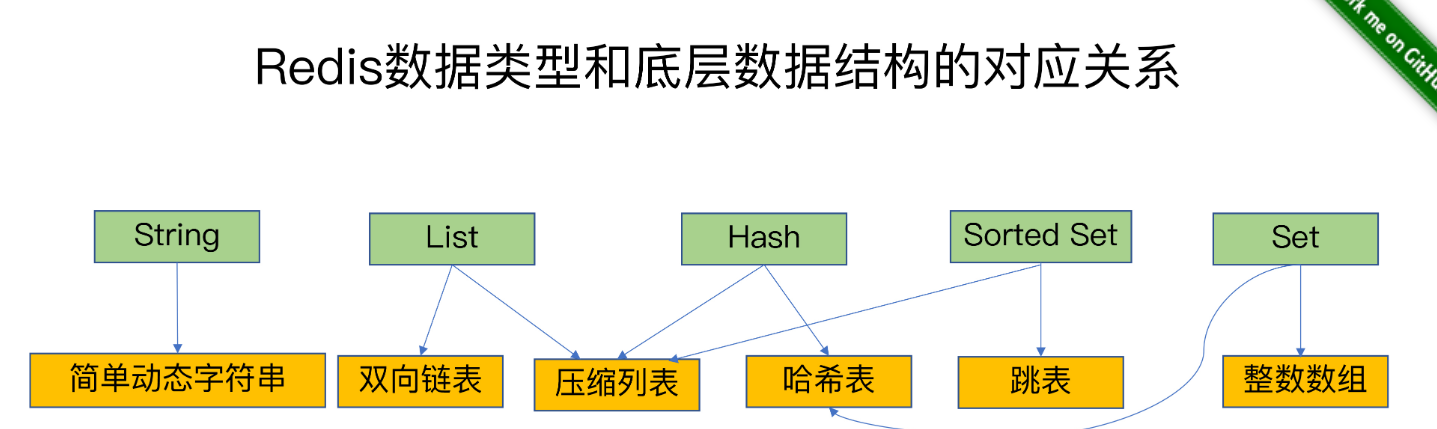 Redis数据类型和底层数据结构的对应关系
rk me on GitHu
String
List
Hash
Sorted Set
Set
简单动态字符串
双向链表
压缩列表
哈希表
跳表
整数数组